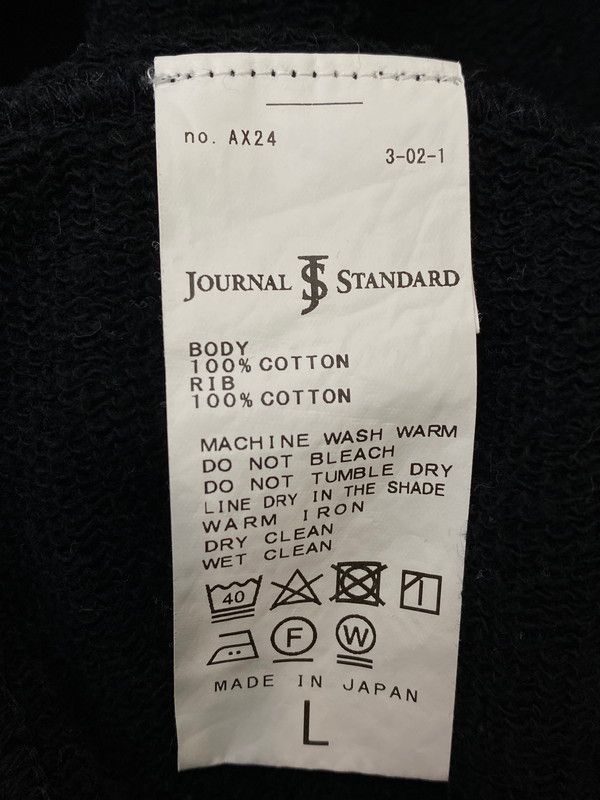 no. AX24
3-02-1
JOURNAL JS STANDARD
BODY
100% COTTON
RIB
100% COTTON
MACHINE WASH WARM
DO NOT BLEACH
DO NOT TUMBLE DRY
LINE DRY IN THE SHADE
WARM IRON
DRY CLEAN
WET CLEAN
40
F W
MADE IN JAPAN
L